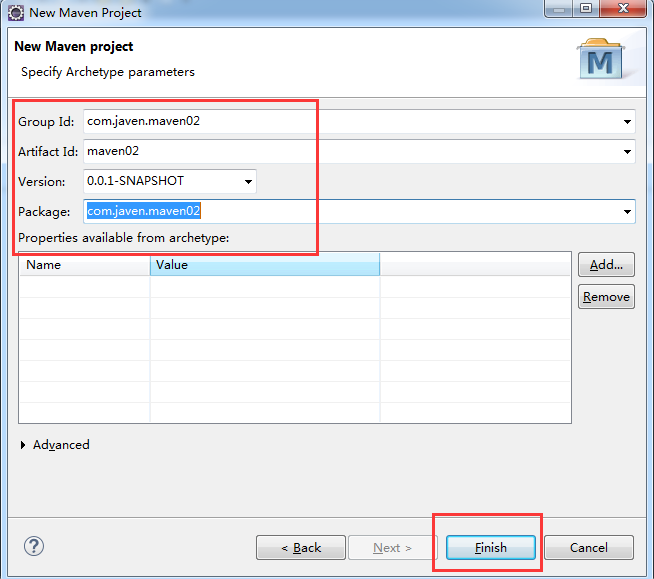 New Maven Project
New Maven project
Specify Archetype parameters
M
Group Id: com.javen.maven02
Artifact Id: maven02
Version: 0.0.1-SNAPSHOT
Package: com.javen.maven02
Properties available from archetype:
Name Value
Add...
Remove
Advanced
? < Back Next > Finish Cancel